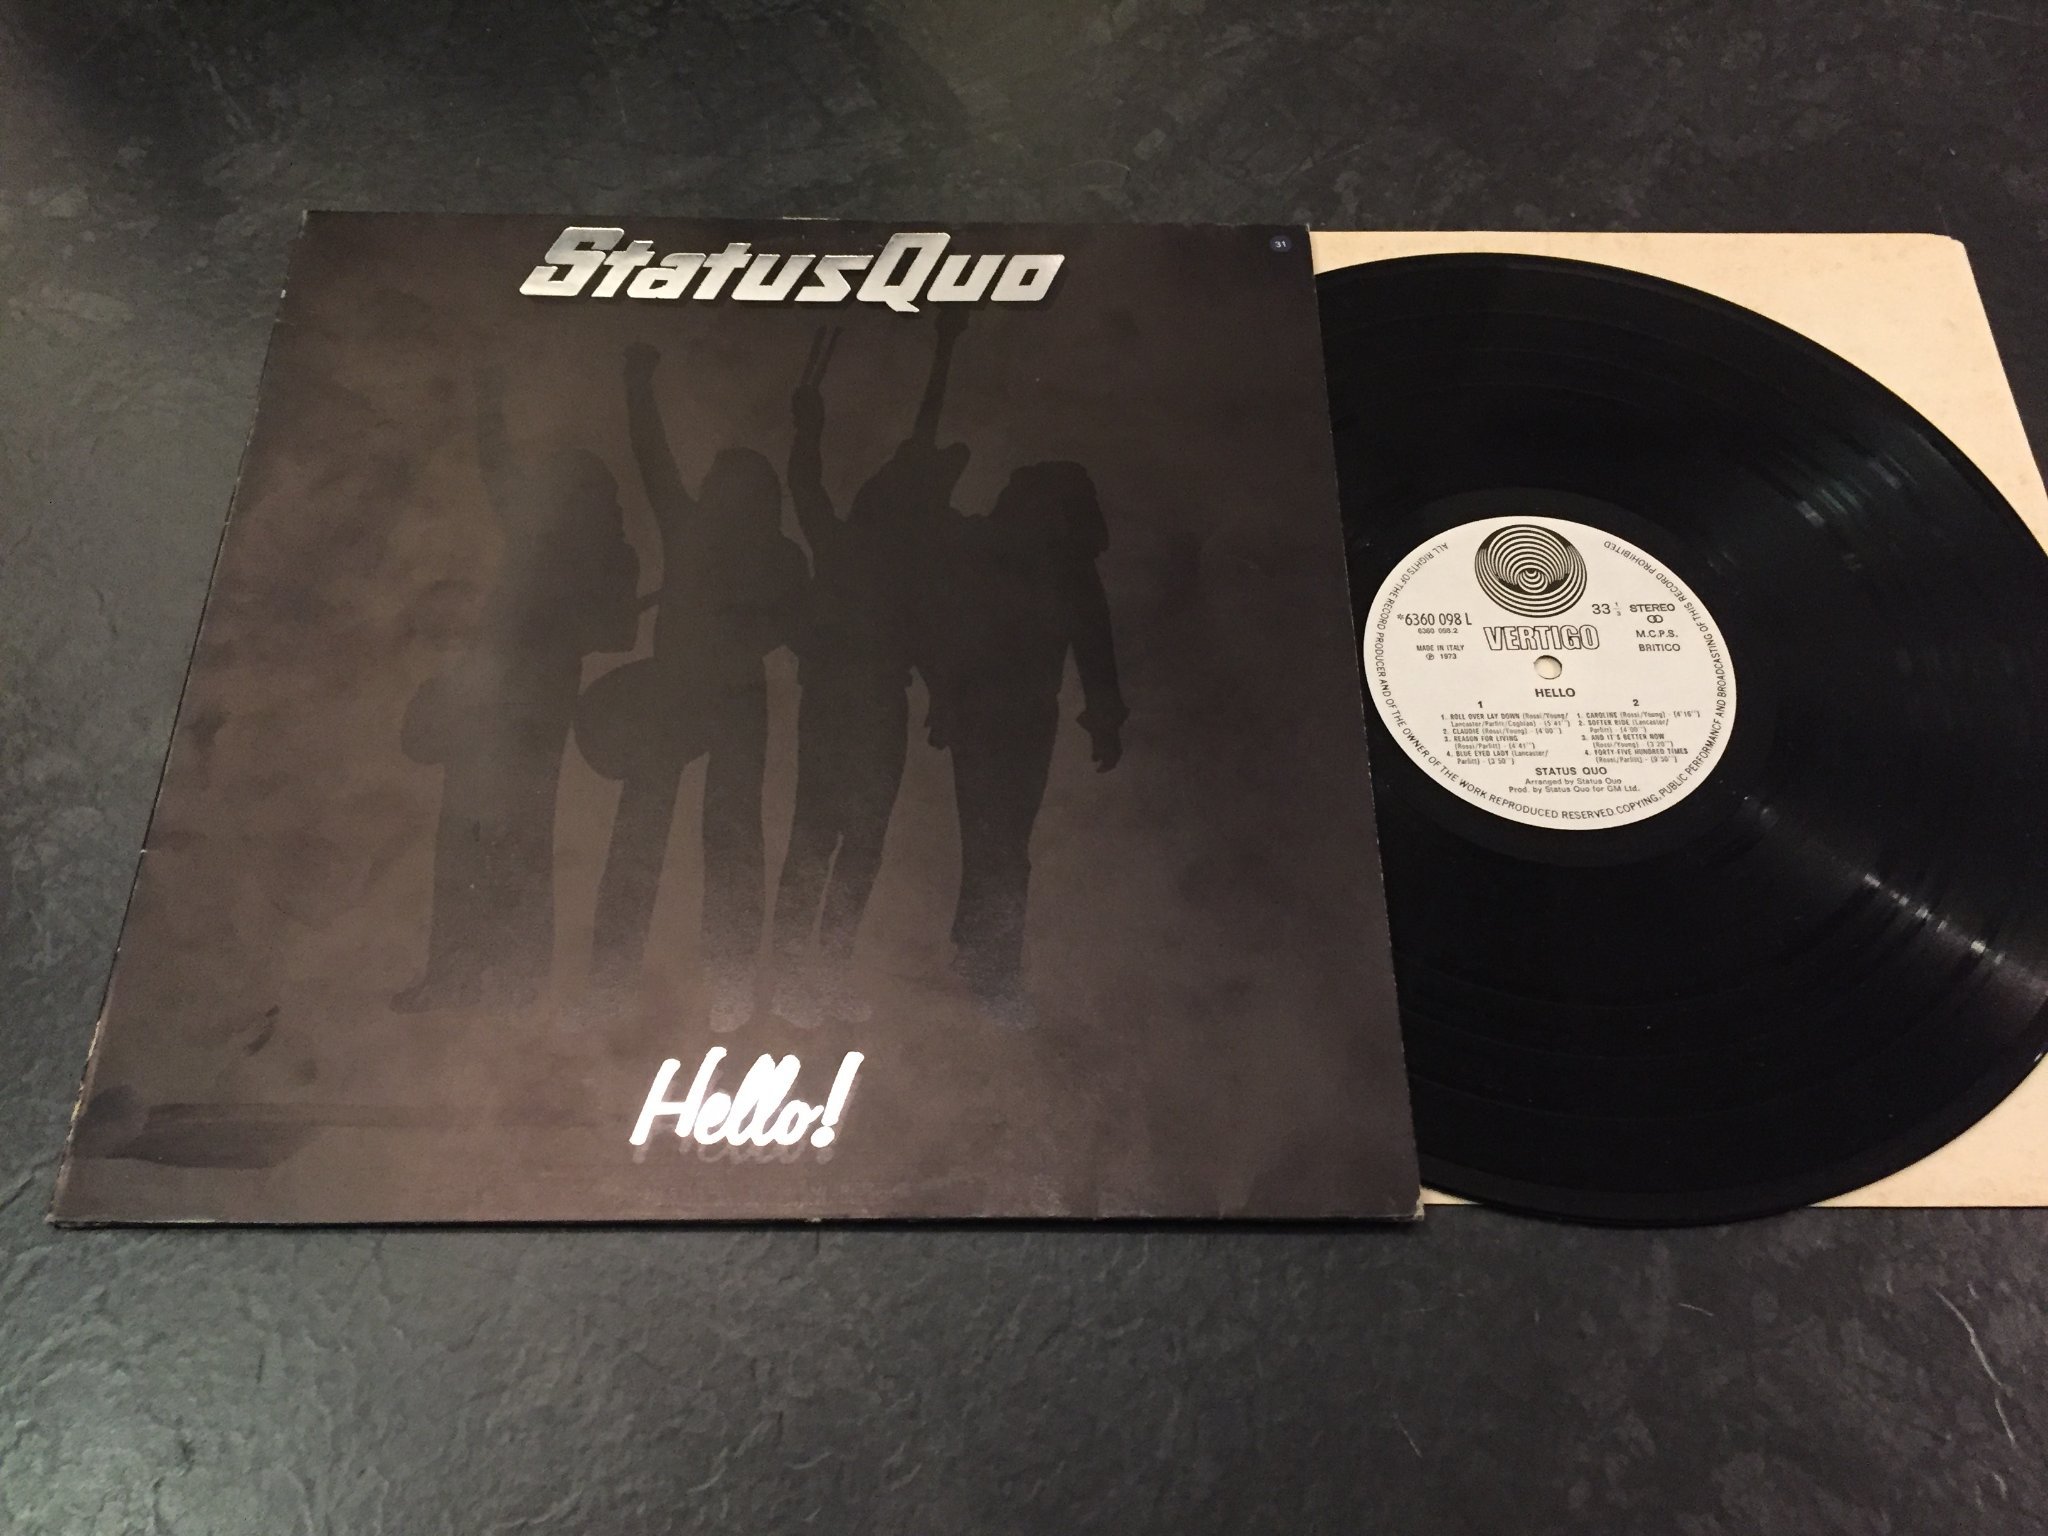 Status Quo
31
Hello!
ALL RIGHTS OF THE RECORD PRODUCER AND OF THE OWNER OF THE WORK REPRODUCED RESERVED. COPYING, PUBLIC PERFORMANCE AND BROADCASTING OF THIS RECORD PROHIBITED
*6360 098 L
6360 098.2
MADE IN ITALY
℗ 1973
VERTIGO
33 1/3 STEREO
M.C.P.S.
BRITICO
HELLO
1
1. ROLL OVER LAY DOWN (Rossi/Young/
Lancaster/Parfitt/Coghlan) - (5'41'')
2. CLAUDIE (Rossi/Young) - (4'00'')
3. REASON FOR LIVING
(Rossi/Parfitt) - (4'41'')
4. BLUE EYED LADY (Lancaster/
Parfitt) - (3'50'')
2
1. CAROLINE (Rossi/Young) - (4'16'')
2. SOFTER RIDE (Lancaster/
Parfitt) - (4'00'')
3. AND IT'S BETTER NOW
(Rossi/Young) - (3'20'')
4. FORTY-FIVE HUNDRED TIMES
(Rossi/Parfitt) - (9'50'')
STATUS QUO
Arranged by Status Quo
Prod. by Status Quo for GM Ltd.